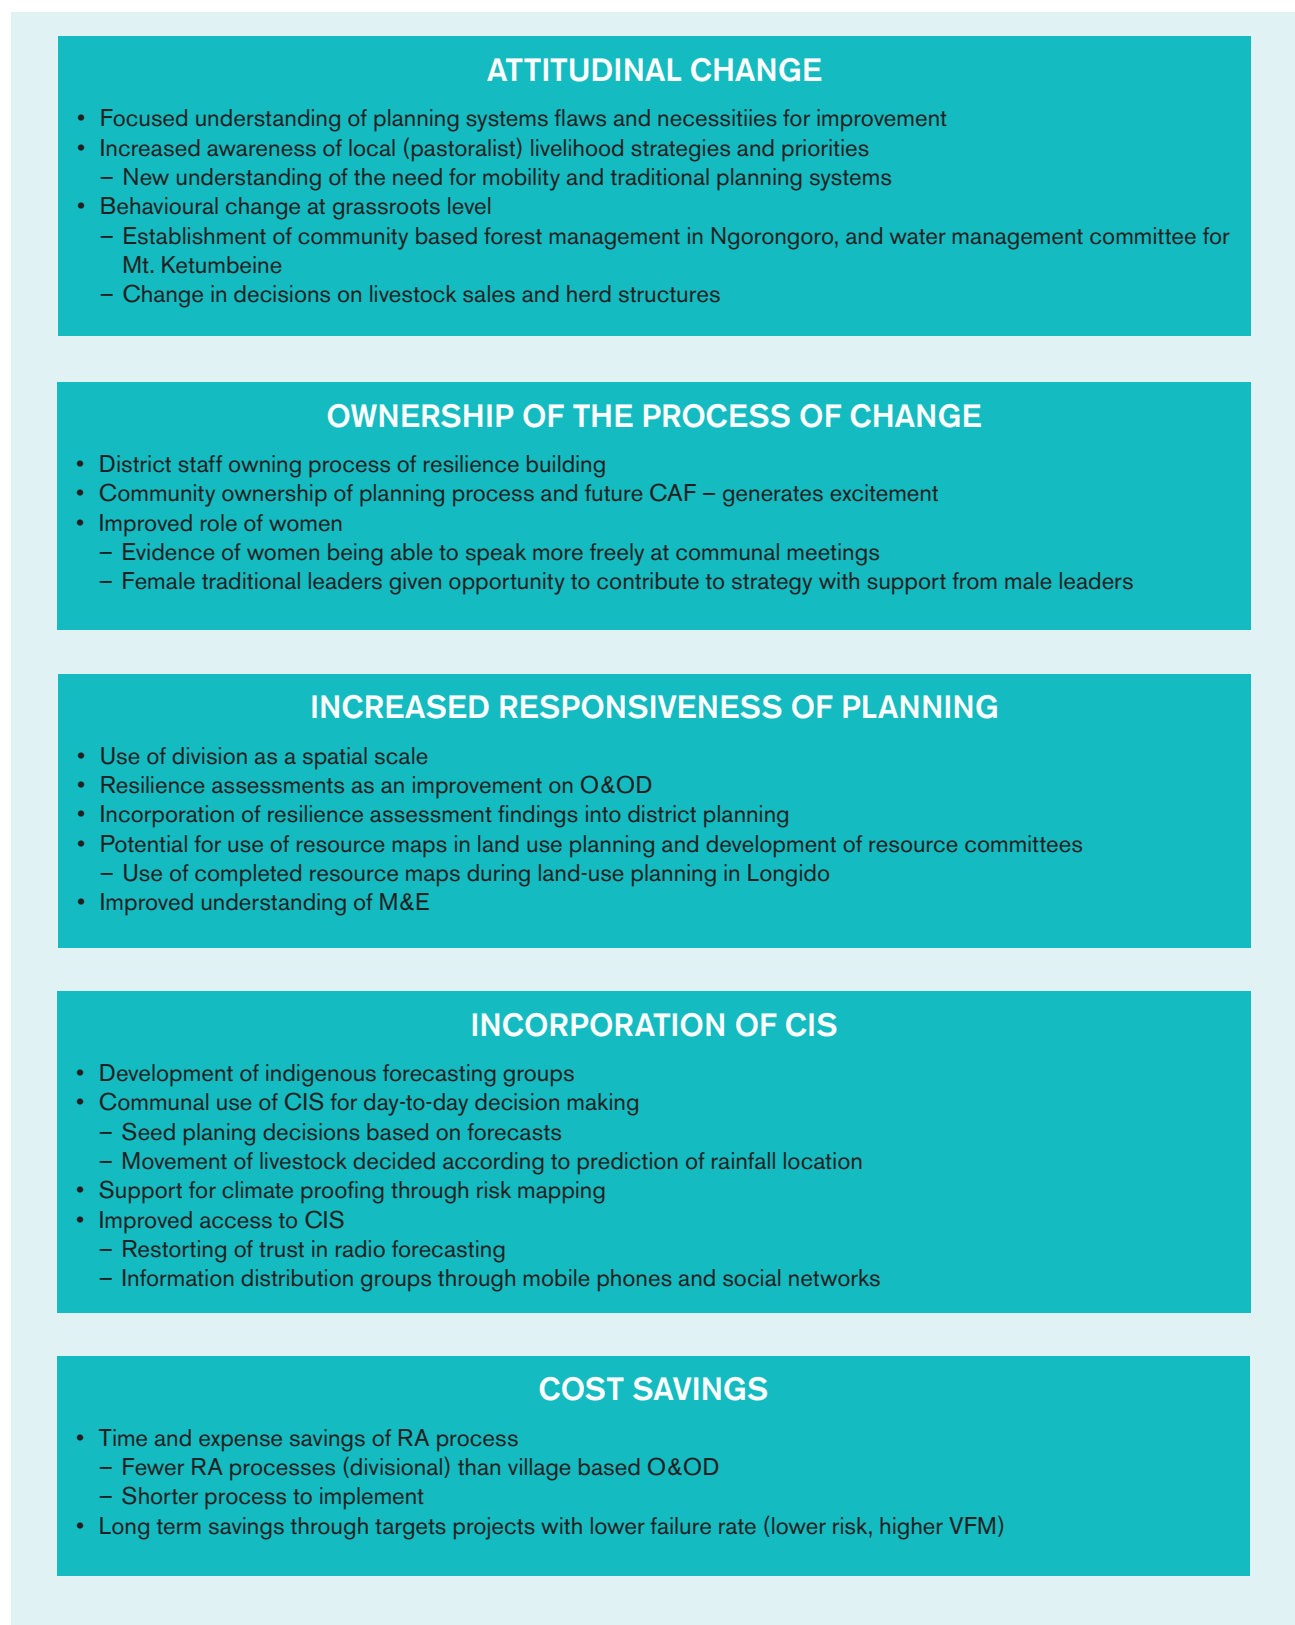 ATTITUDINAL CHANGE
• Focused understanding of planning systems flaws and necessitiies for improvement
• Increased awareness of local (pastoralist) livelihood strategies and priorities
– New understanding of the need for mobility and traditional planning systems
• Behavioural change at grassroots level
– Establishment of community based forest management in Ngorongoro, and water management committee for
Mt. Ketumbeine
– Change in decisions on livestock sales and herd structures
OWNERSHIP OF THE PROCESS OF CHANGE
• District staff owning process of resilience building
• Community ownership of planning process and future CAF – generates excitement
• Improved role of women
– Evidence of women being able to speak more freely at communal meetings
– Female traditional leaders given opportunity to contribute to strategy with support from male leaders
INCREASED RESPONSIVENESS OF PLANNING
• Use of division as a spatial scale
• Resilience assessments as an improvement on O&OD
• Incorporation of resilience assessment findings into district planning
• Potential for use of resource maps in land use planning and development of resource committees
– Use of completed resource maps during land-use planning in Longido
• Improved understanding of M&E
INCORPORATION OF CIS
• Development of indigenous forecasting groups
• Communal use of CIS for day-to-day decision making
– Seed planing decisions based on forecasts
– Movement of livestock decided according to prediction of rainfall location
• Support for climate proofing through risk mapping
• Improved access to CIS
– Restorting of trust in radio forecasting
– Information distribution groups through mobile phones and social networks
COST SAVINGS
• Time and expense savings of RA process
– Fewer RA processes (divisional) than village based O&OD
– Shorter process to implement
• Long term savings through targets projects with lower failure rate (lower risk, higher VFM)